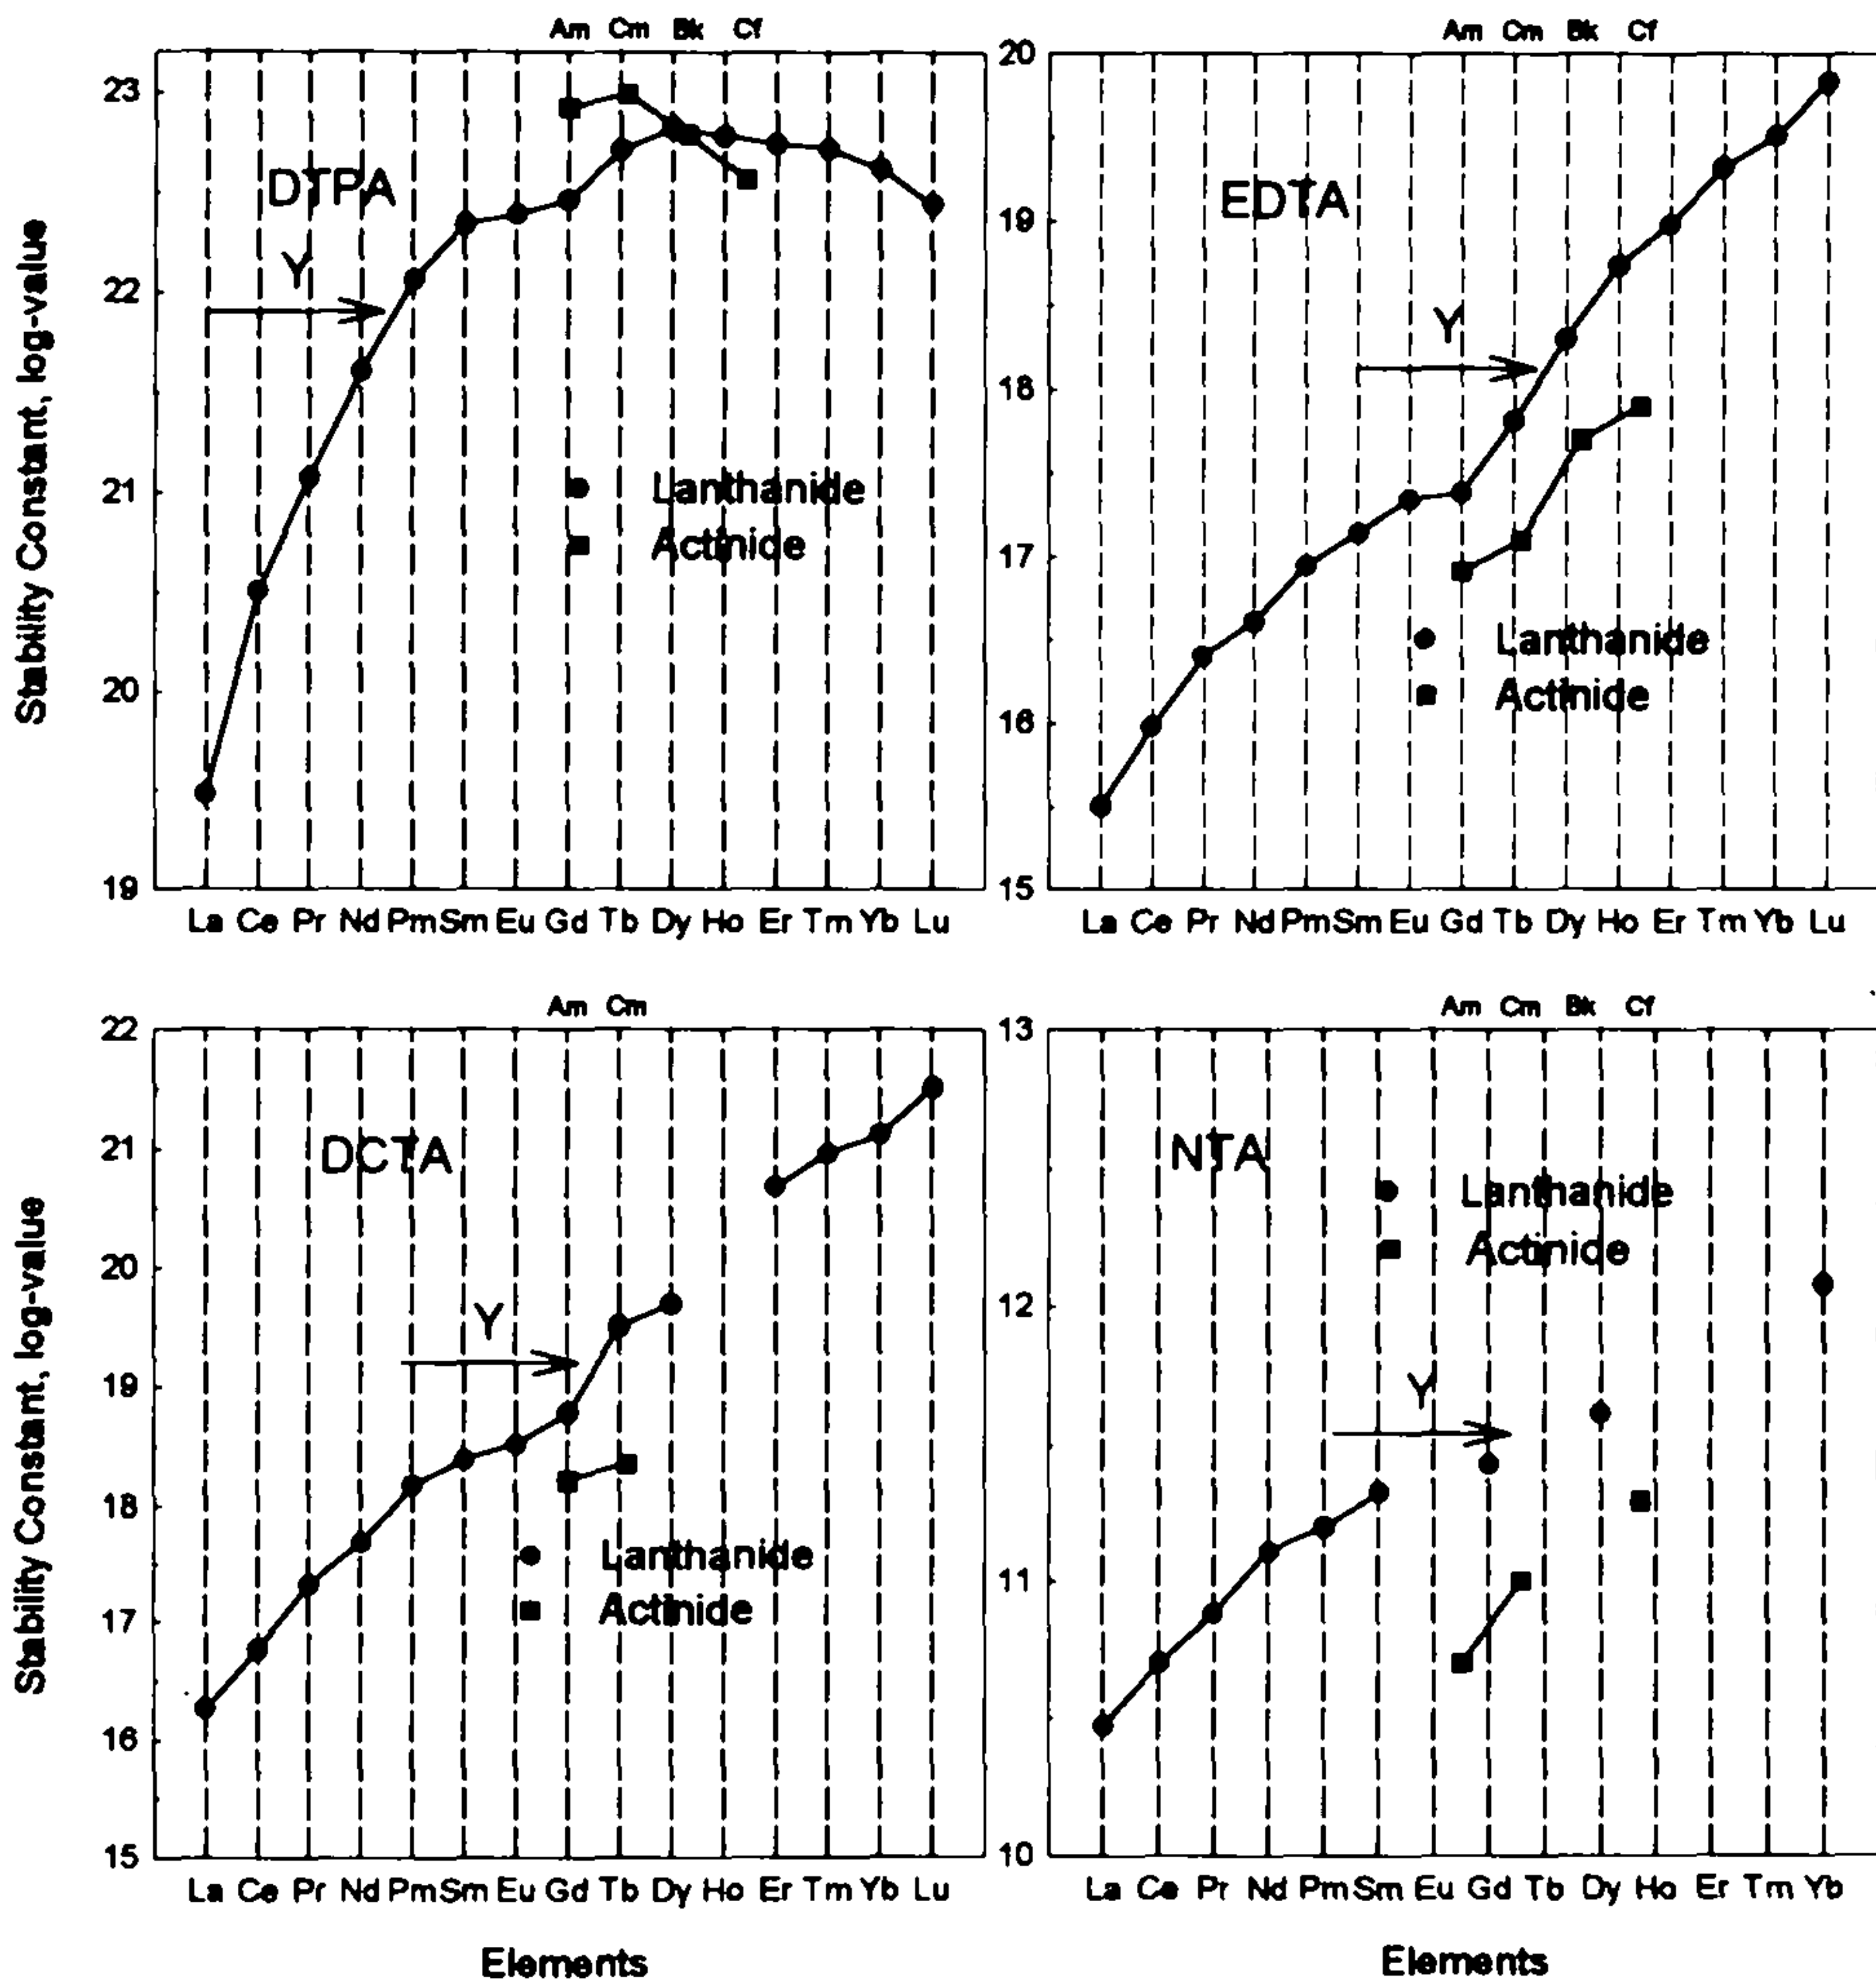 Am Cm Bk Cf
23
22
21
20
19
DTPA
Y
Lanthanide
Actinide
La Ce Pr Nd Pm Sm Eu Gd Tb Dy Ho Er Tm Yb Lu
Stability Constant, log-value
Am Cm Bk Cf
20
19
18
17
16
15
EDTA
Y
Lanthanide
Actinide
La Ce Pr Nd Pm Sm Eu Gd Tb Dy Ho Er Tm Yb Lu
Am Cm
22
21
20
19
18
17
16
15
DCTA
Y
Lanthanide
Actinide
La Ce Pr Nd Pm Sm Eu Gd Tb Dy Ho Er Tm Yb Lu
Elements
Stability Constant, log-value
Am Cm Bk Cf
13
12
11
10
NTA
Lanthanide
Actinide
Y
La Ce Pr Nd Pm Sm Eu Gd Tb Dy Ho Er Tm Yb
Elements